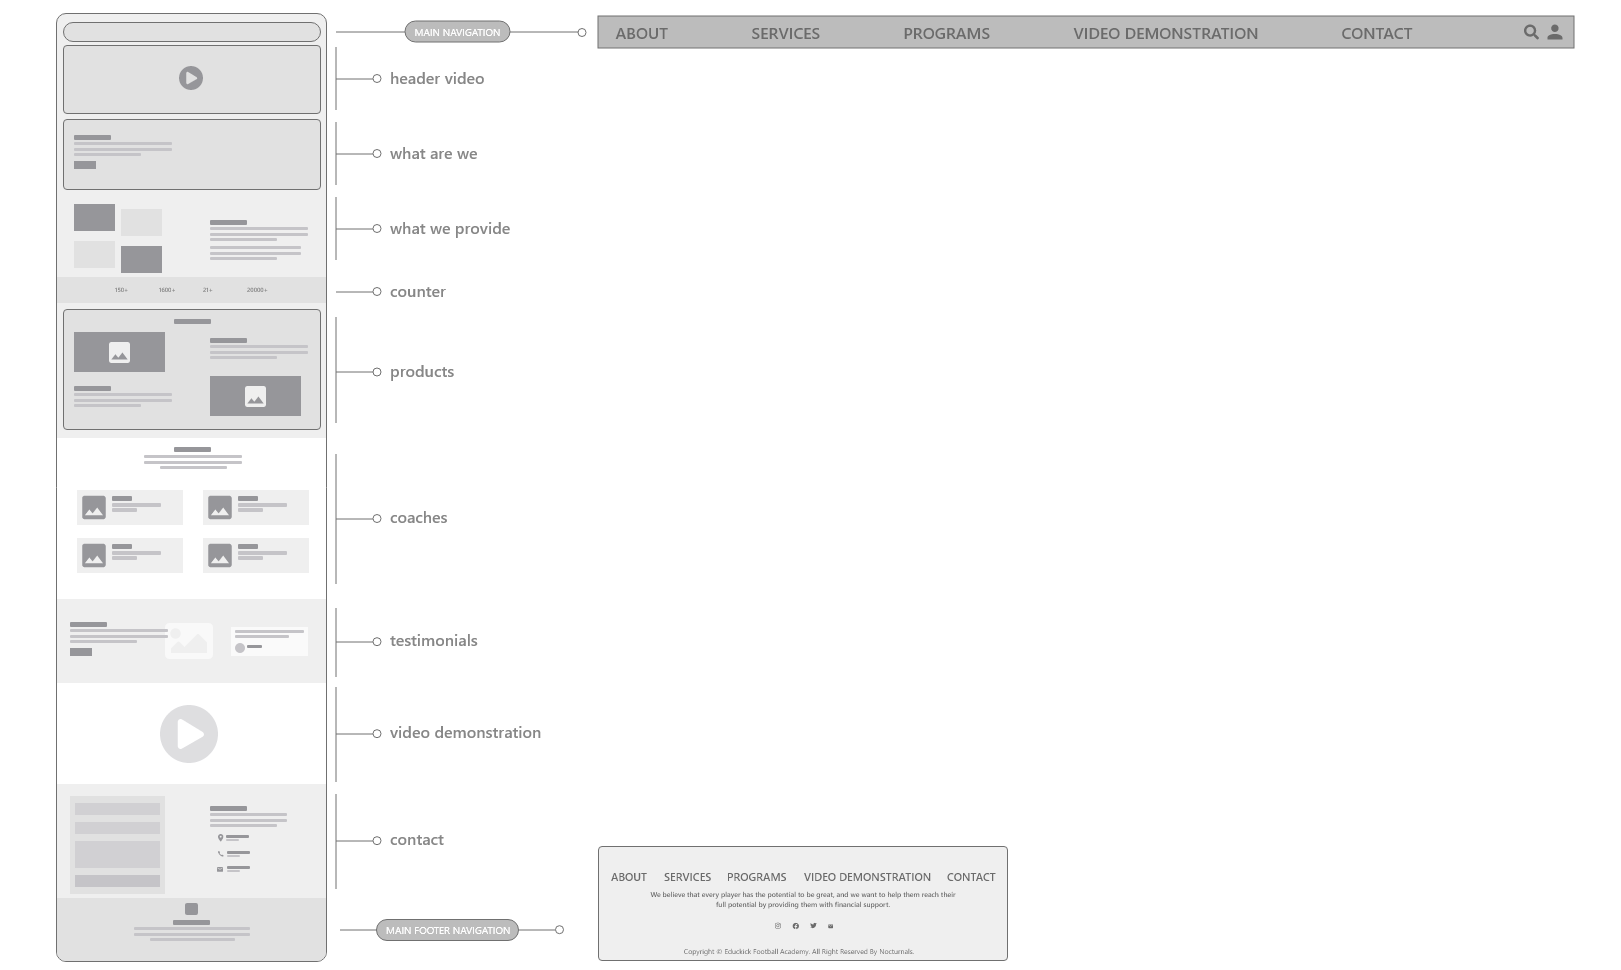 MAIN NAVIGATION
ABOUT SERVICES PROGRAMS VIDEO DEMONSTRATION CONTACT
header video
what are we
what we provide
150+ 1600+ 21+ 20000+
counter
products
coaches
testimonials
video demonstration
contact
MAIN FOOTER NAVIGATION
ABOUT SERVICES PROGRAMS VIDEO DEMONSTRATION CONTACT
We believe that every player has the potential to be great, and we want to help them reach their
full potential by providing them with financial support.
Copyright © Educkick Football Academy. All Right Reserved By Nocturnals.